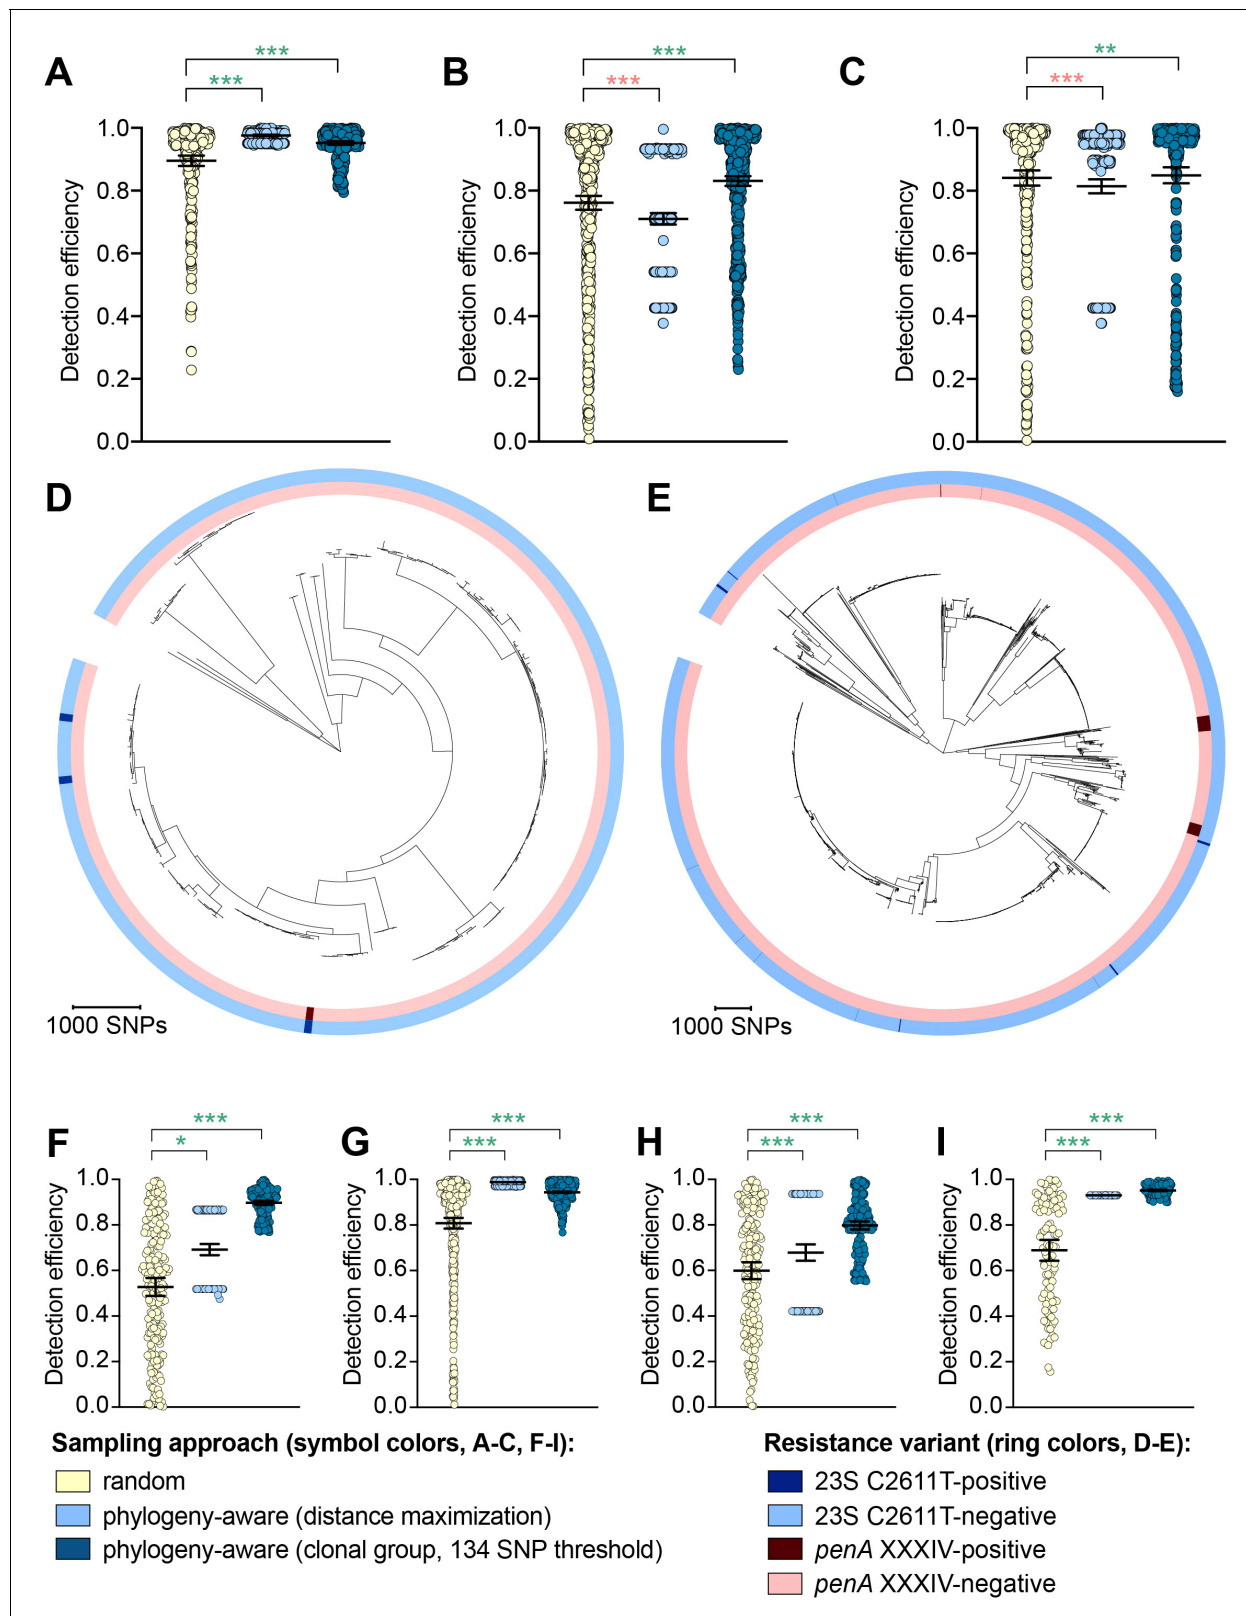 A
***
***
Detection efficiency
1.0
0.8
0.6
0.4
0.2
0.0
B
***
***
Detection efficiency
1.0
0.8
0.6
0.4
0.2
0.0
C
**
***
Detection efficiency
1.0
0.8
0.6
0.4
0.2
0.0
D
1000 SNPs
E
1000 SNPs
F
***
*
Detection efficiency
1.0
0.8
0.6
0.4
0.2
0.0
G
***
***
Detection efficiency
1.0
0.8
0.6
0.4
0.2
0.0
H
***
***
Detection efficiency
1.0
0.8
0.6
0.4
0.2
0.0
I
***
***
Detection efficiency
1.0
0.8
0.6
0.4
0.2
0.0
Sampling approach (symbol colors, A-C, F-I):
random
phylogeny-aware (distance maximization)
phylogeny-aware (clonal group, 134 SNP threshold)
Resistance variant (ring colors, D-E):
23S C2611T-positive
23S C2611T-negative
penA XXXIV-positive
penA XXXIV-negative